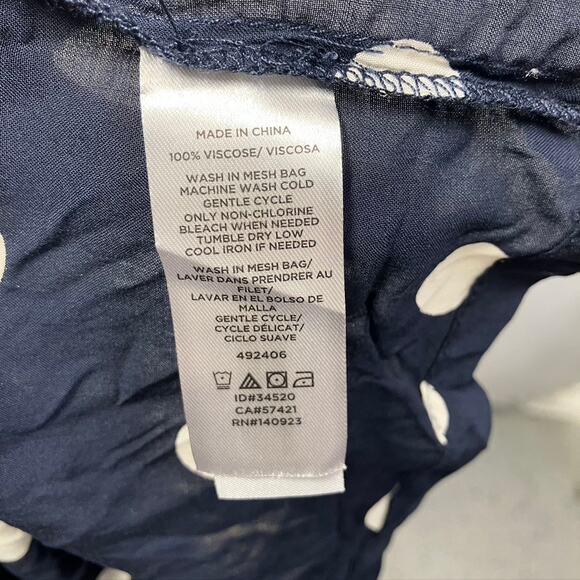 MADE IN CHINA
100% VISCOSE/ VISCOSA
WASH IN MESH BAG
MACHINE WASH COLD
GENTLE CYCLE
ONLY NON-CHLORINE
BLEACH WHEN NEEDED
TUMBLE DRY LOW
COOL IRON IF NEEDED
WASH IN MESH BAG/
LAVER DANS PRENDRER AU
FILET/
LAVAR EN EL BOLSO DE
MALLA
GENTLE CYCLE/
CYCLE DÉLICAT/
CICLO SUAVE
492406
ID#34520
CA#57421
RN#140923